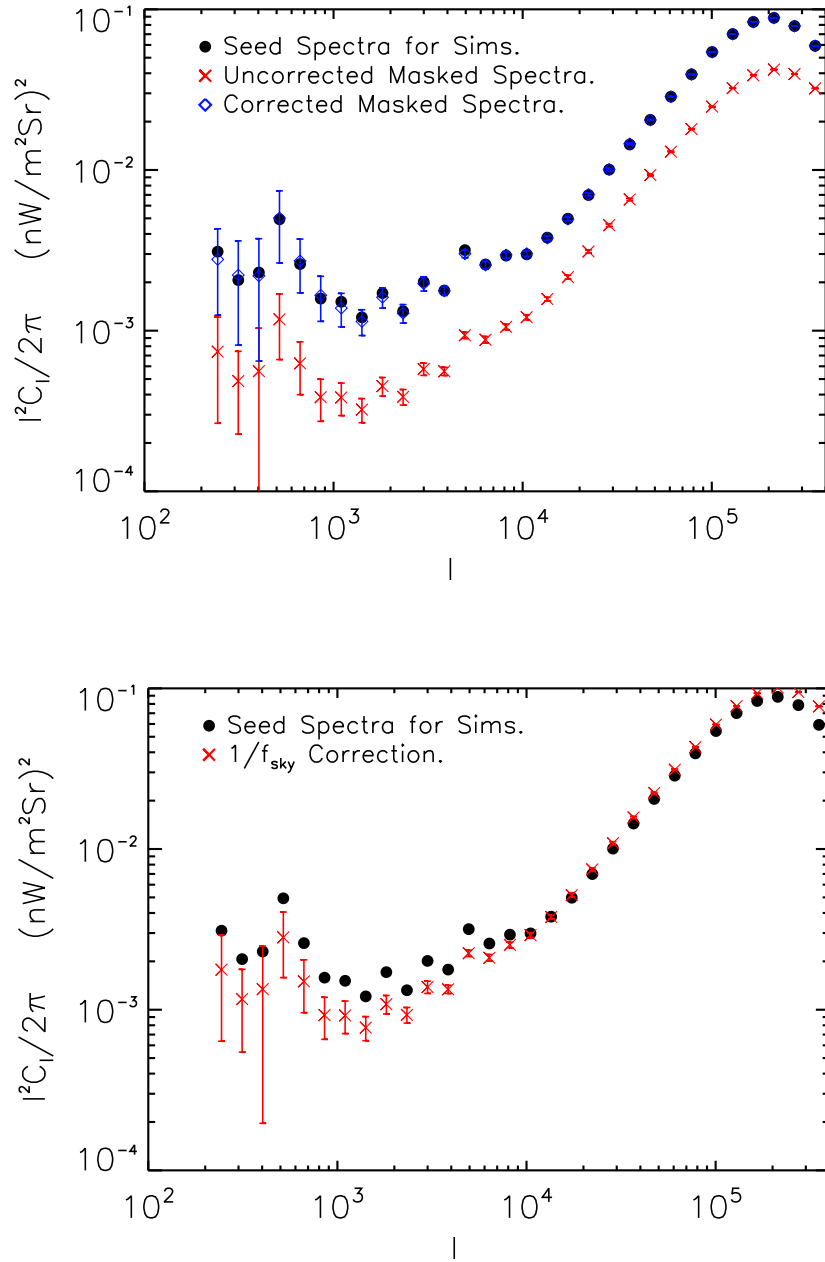 10⁻¹
Seed Spectra for Sims.
Uncorrected Masked Spectra.
Corrected Masked Spectra.
10⁻²
10⁻³
10⁻⁴
l²Cₗ/2π (nW/m²Sr)²
10² 10³ 10⁴ 10⁵
l
10⁻¹
Seed Spectra for Sims.
1/f_sky Correction.
10⁻²
10⁻³
10⁻⁴
l²Cₗ/2π (nW/m²Sr)²
10² 10³ 10⁴ 10⁵
l